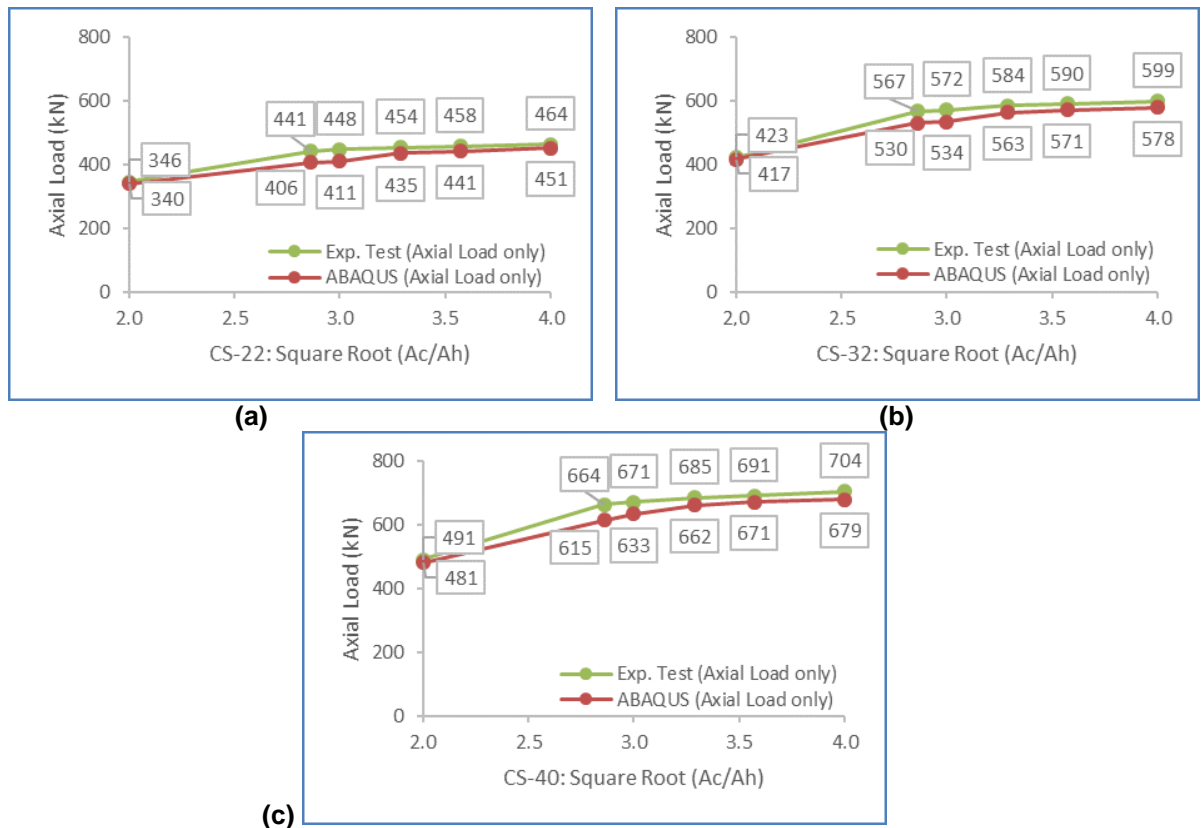 800
600
400
200
0
Axial Load (kN)
441 448 454 458 464
346
340
406 411 435 441 451
Exp. Test (Axial Load only)
ABAQUS (Axial Load only)
2.0 2.5 3.0 3.5 4.0
CS-22: Square Root (Ac/Ah)
(a)
800
600
400
200
0
Axial Load (kN)
567 572 584 590 599
423
417
530 534 563 571 578
Exp. Test (Axial Load only)
ABAQUS (Axial Load only)
2,0 2.5 3.0 3.5 4.0
CS-32: Square Root (Ac/Ah)
(b)
800
600
400
200
0
Axial Load (kN)
664 671 685 691 704
491
481
615 633 662 671 679
Exp. Test (Axial Load only)
ABAQUS (Axial Load only)
2.0 2.5 3.0 3.5 4.0
CS-40: Square Root (Ac/Ah)
(c)